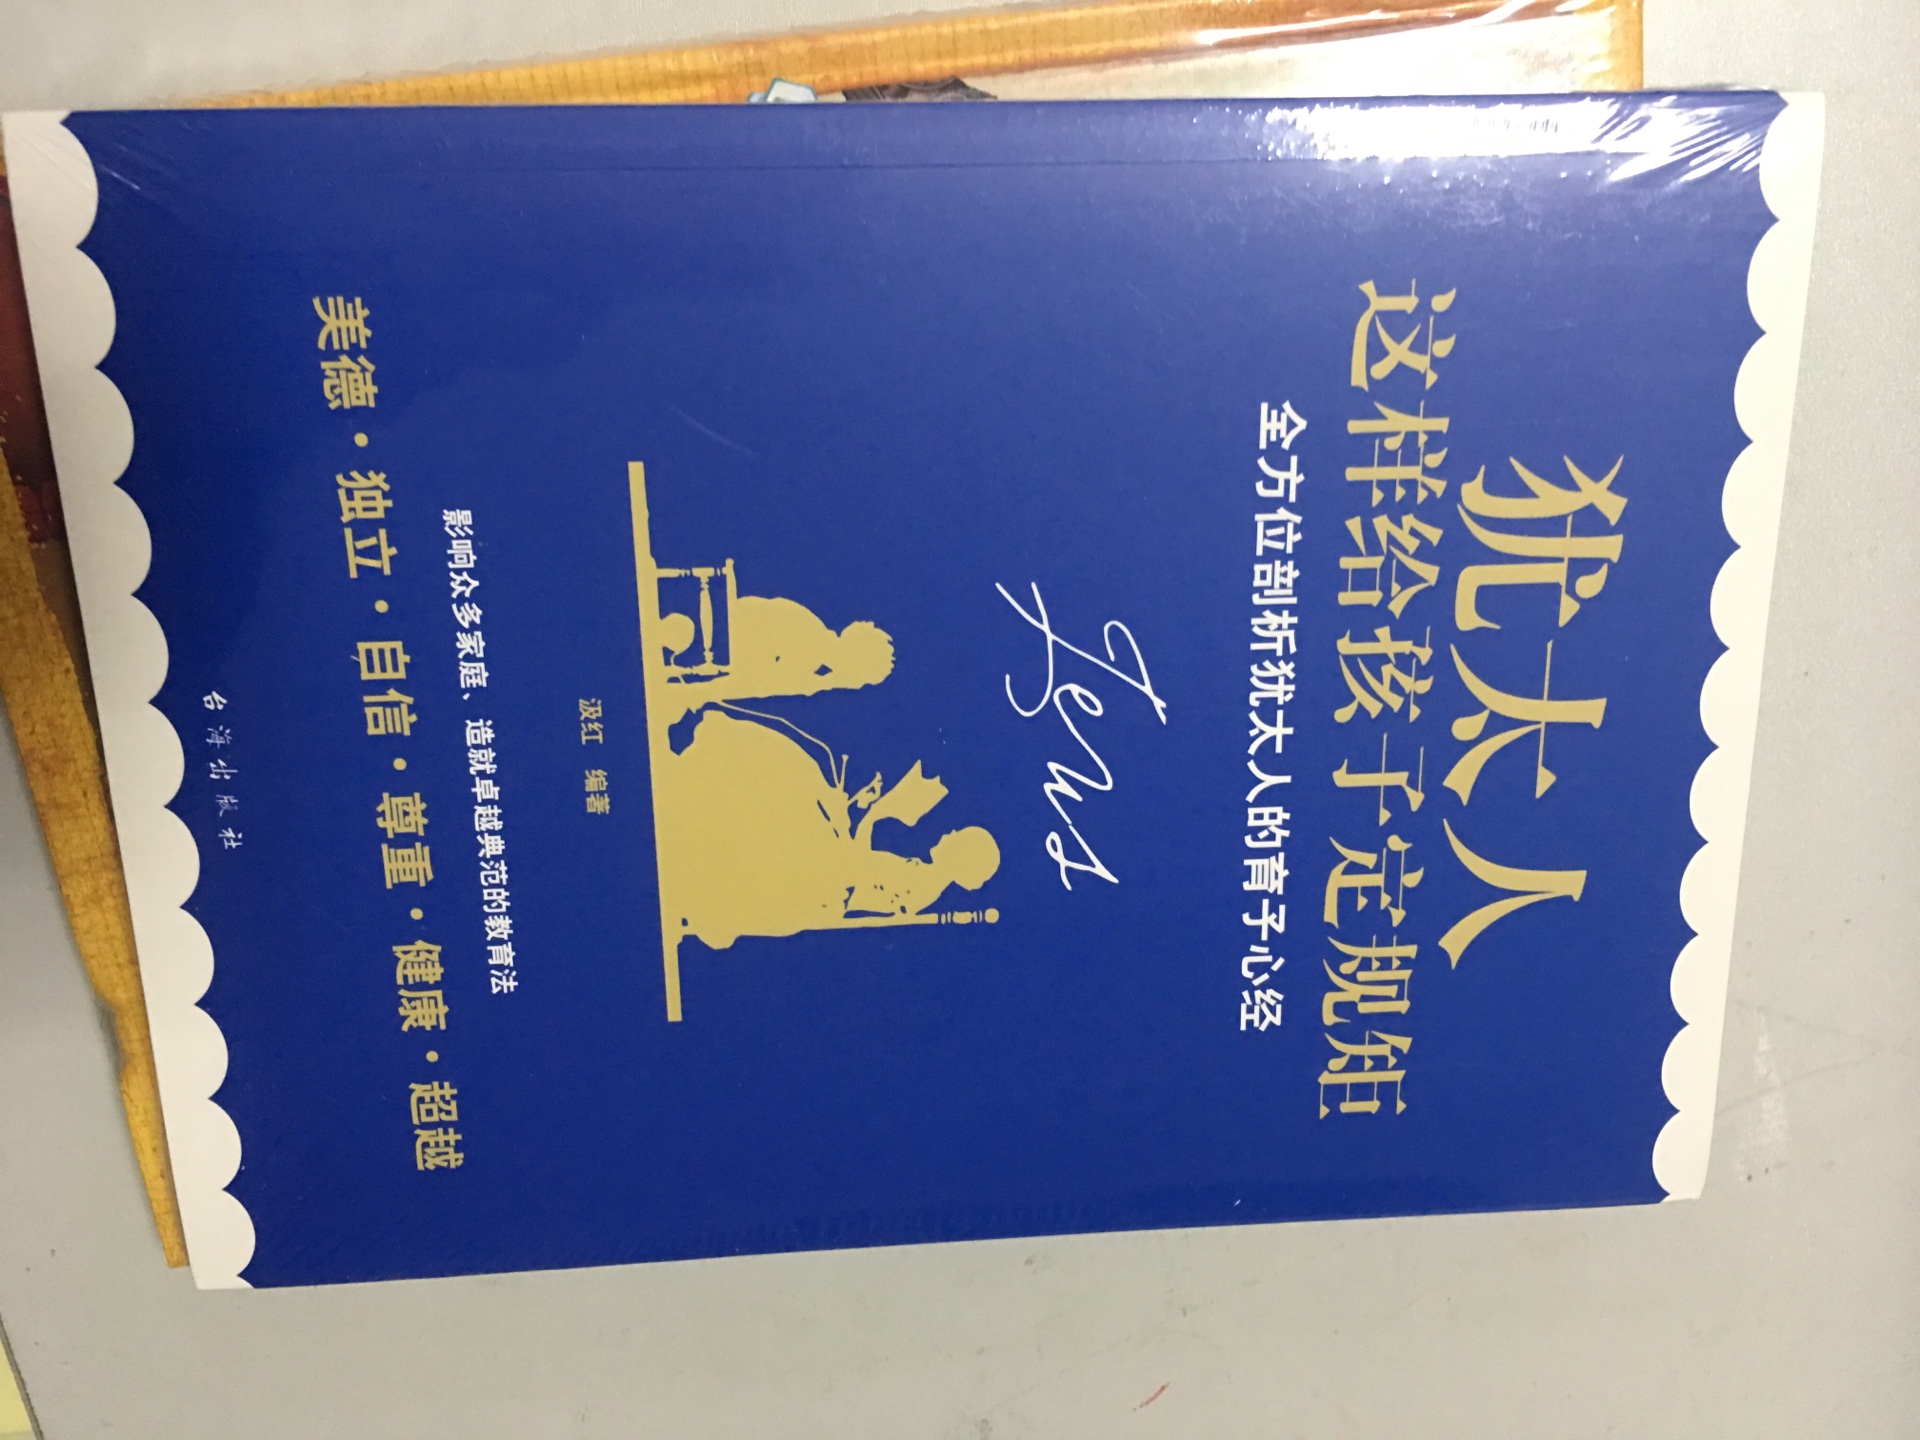 犹太人
这样给孩子定规矩
全方位剖析犹太人的育子心经
Jews
汲红 编著
影响众多家庭、造就卓越典范的教育法
美德·独立·自信·尊重·健康·超越
台海出版社